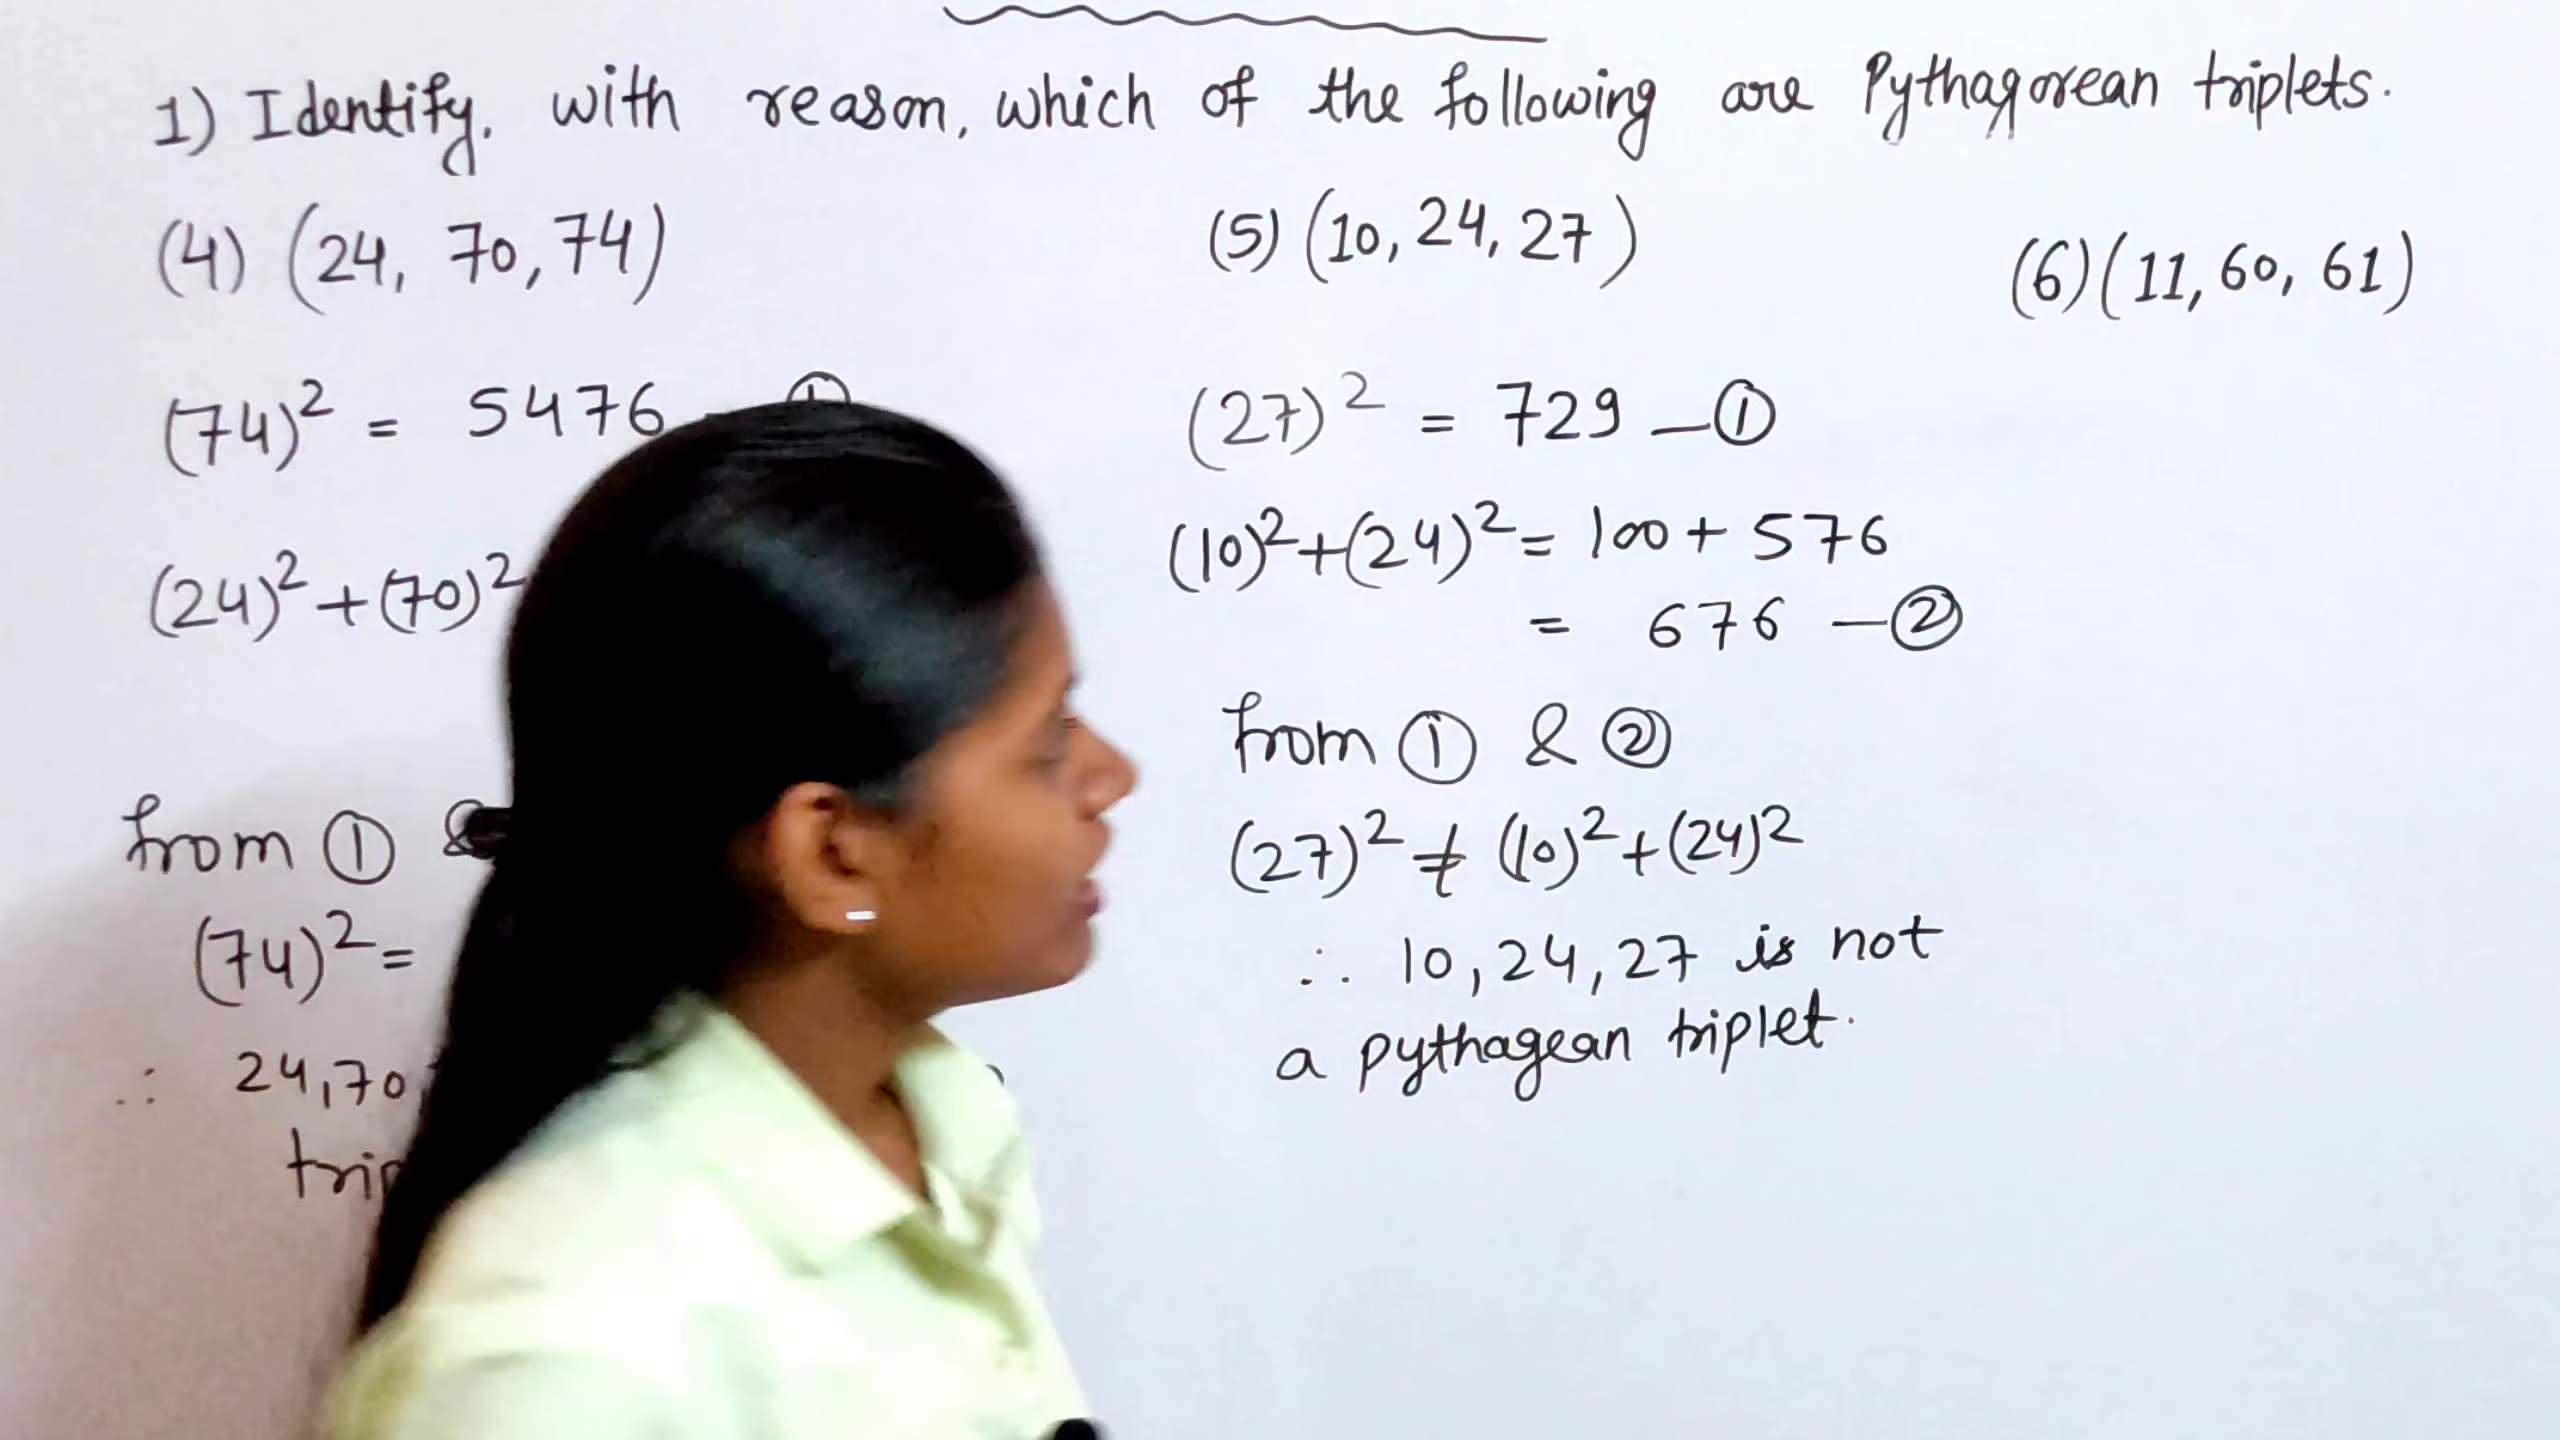 1) Identify, with reason, which of the following are Pythagorean triplets.
(4) (24, 70, 74)
(74)² = 5476 ①
(24)² + (70)²
from ① &
(74)² =
∴ 24, 70
(5) (10, 24, 27)
(27)² = 729 — ①
(10)² + (24)² = 100 + 576
= 676 — ②
from ① & ②
(27)² ≠ (10)² + (24)²
∴ 10, 24, 27 is not
a pythagean triplet.
(6) (11, 60, 61)